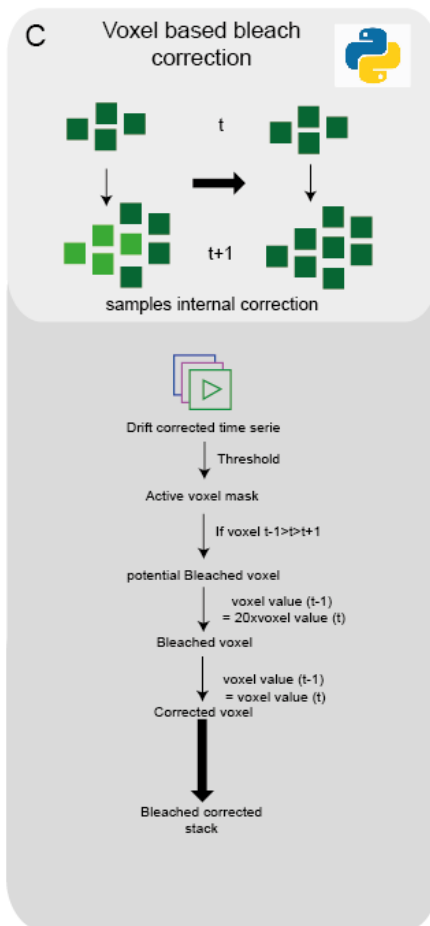 C
Voxel based bleach
correction
t
t+1
samples internal correction
Drift corrected time serie
Threshold
Active voxel mask
If voxel t-1>t>t+1
potential Bleached voxel
voxel value (t-1)
= 20xvoxel value (t)
Bleached voxel
voxel value (t-1)
= voxel value (t)
Corrected voxel
Bleached corrected
stack